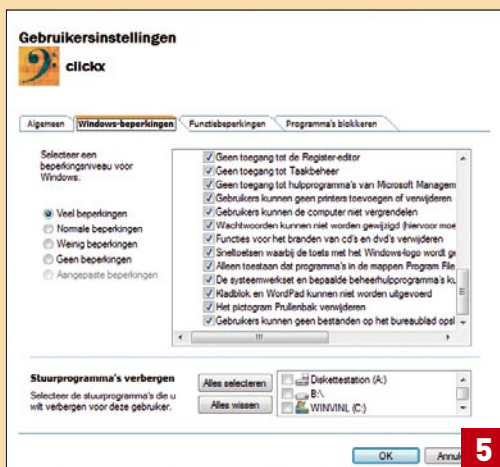 Gebruikersinstellingen
clickx
Algemeen
Windows-beperkingen
Functiebeperkingen
Programma's blokkeren
Selecteer een
beperkingsniveau voor
Windows:
Veel beperkingen
Normale beperkingen
Weinig beperkingen
Geen beperkingen
Aangepaste beperkingen
Geen toegang tot de Register-editor
Geen toegang tot Taakbeheer
Geen toegang tot hulpprogramma's van Microsoft Managem
Gebruikers kunnen geen printers toevoegen of verwijderen
Gebruikers kunnen de computer niet vergrendelen
Wachtwoorden kunnen niet worden gewijzigd (hiervoor moe
Functies voor het branden van cd's en dvd's verwijderen
Sneltoetsen waarbij de toets met het Windows-logo wordt g
Alleen toestaan dat programma's in de mappen Program File
De systeemwerkset en bepaalde beheerhulpprogramma's ku
Kladblok en WordPad kunnen niet worden uitgevoerd
Het pictogram Prullenbak verwijderen
Gebruikers kunnen geen bestanden op het bureaublad opsl
Stuurprogramma's verbergen
Selecteer de stuurprogramma's die u
wilt verbergen voor deze gebruiker.
Alles selecteren
Alles wissen
Diskettestation (A:)
B:\
WINVINL (C:)
OK
Annul
5